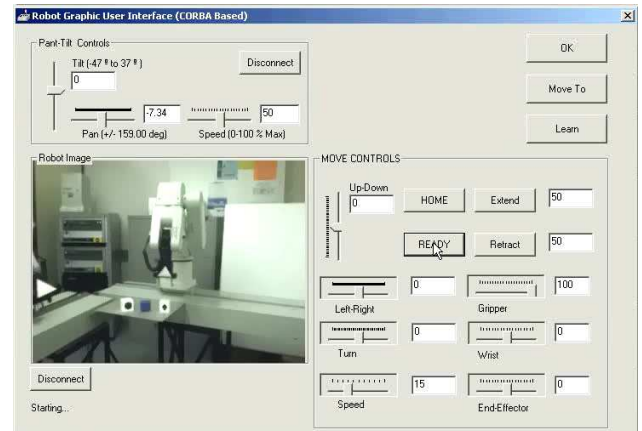 Robot Graphic User Interface (CORBA Based)
Pant-Tilt Controls
Tilt (-47 º to 37 º )
0
Disconnect
-7.34
50
Pan (+/- 159.00 deg)
Speed (0-100 % Max)
OK
Move To
Learn
Robot Image
Disconnect
Starting...
MOVE CONTROLS
Up-Down
0
HOME
Extend
50
READY
Retract
50
0
100
Left-Right
Gripper
0
0
Turn
Wrist
15
0
Speed
End-Effector